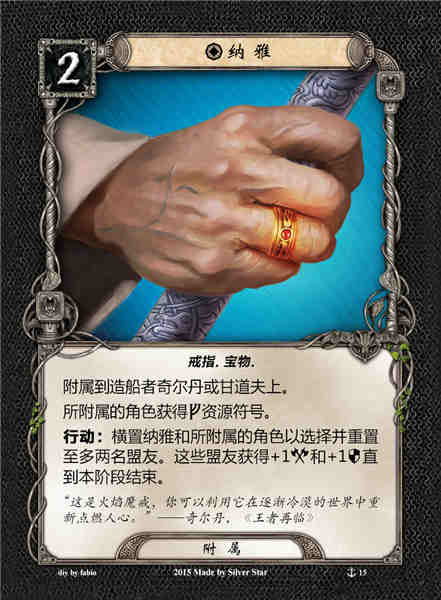 2
纳雅
戒指. 宝物.
附属到造船者奇尔丹或甘道夫上。
所附属的角色获得资源符号。
行动：横置纳雅和所附属的角色以选择并重置
至多两名盟友。这些盟友获得+1和+1直
到本阶段结束。
“这是火焰魔戒，你可以利用它在逐渐冷漠的世界中重
新点燃人心。”——奇尔丹，《王者再临》
附属
diy by fabio 2015 Made by Silver Star 15